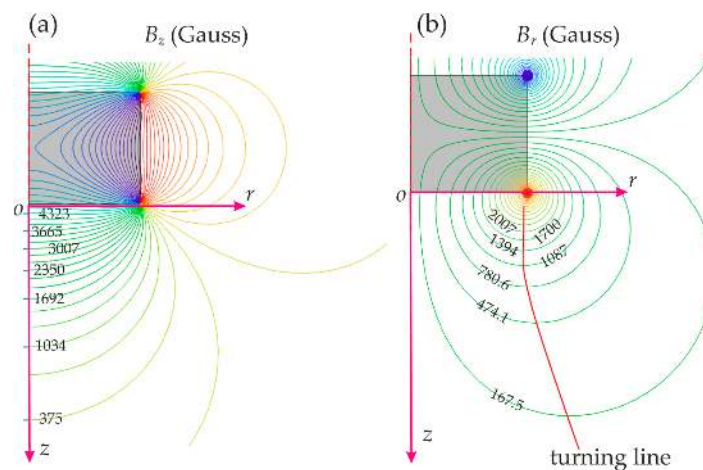 (a)
B_z (Gauss)
r
o
4323
3665
3007
2350
1692
1034
375
z
(b)
B_r (Gauss)
r
o
2007
1700
1394
1087
780.6
474.1
167.5
z
turning line